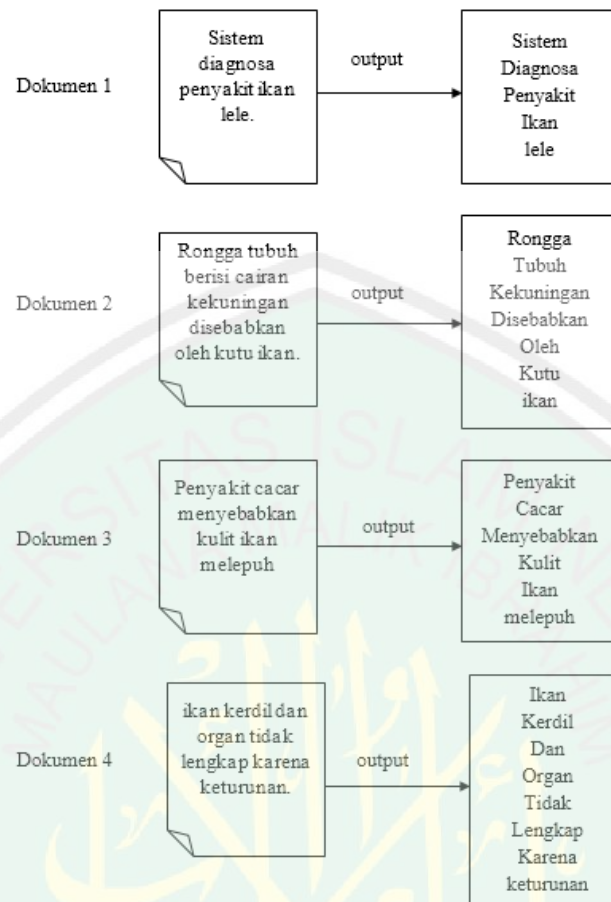 Dokumen 1
Sistem
diagnosa
penyakit ikan
lele.
output
Sistem
Diagnosa
Penyakit
Ikan
lele
Dokumen 2
Rongga tubuh
berisi cairan
kekuningan
disebabkan
oleh kutu ikan.
output
Rongga
Tubuh
Kekuningan
Disebabkan
Oleh
Kutu
ikan
Dokumen 3
Penyakit cacar
menyebabkan
kulit ikan
melepuh
output
Penyakit
Cacar
Menyebabkan
Kulit
Ikan
melepuh
Dokumen 4
ikan kerdil dan
organ tidak
lengkap karena
keturunan.
output
Ikan
Kerdil
Dan
Organ
Tidak
Lengkap
Karena
keturunan